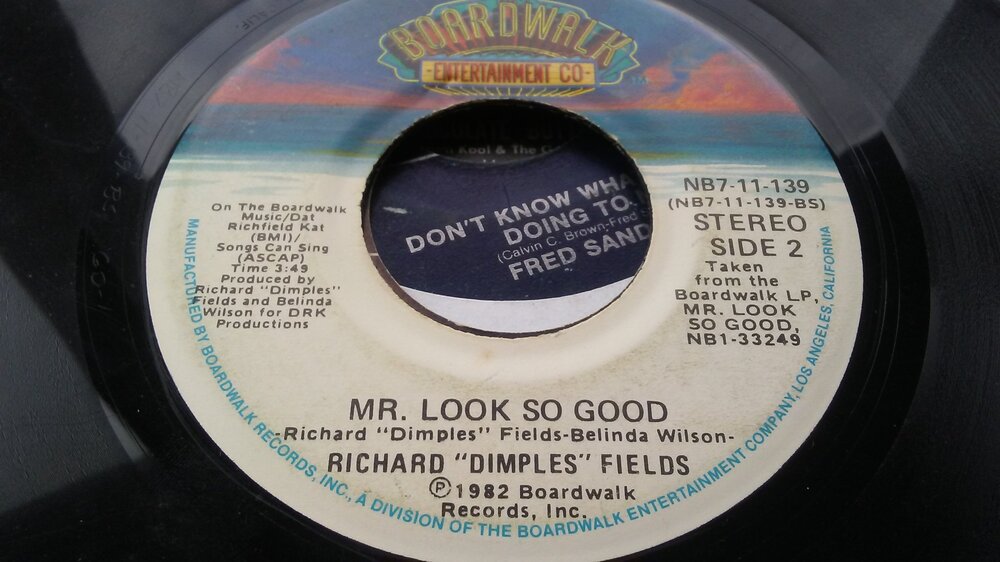 BOARDWALK
ENTERTAINMENT CO
On The Boardwalk
Music/Dat
Richfield Kat
(BMI)/
Songs Can Sing
(ASCAP)
Time 3:49
Produced by
Richard "Dimples"
Fields and Belinda
Wilson for DRK
Productions
Kool & The G
DON'T KNOW WHA
DOING TO
(Calvin C. Brown-Fred
FRED SAND
NB7-11-139
(NB7-11-139-BS)
STEREO
SIDE 2
Taken
from the
Boardwalk LP,
MR. LOOK
SO GOOD,
NB1-33249
MR. LOOK SO GOOD
-Richard "Dimples" Fields-Belinda Wilson-
RICHARD "DIMPLES" FIELDS
Ⓟ1982 Boardwalk
Records, Inc.
MANUFACTURED BY BOARDWALK RECORDS, INC., A DIVISION OF THE BOARDWALK ENTERTAINMENT COMPANY, LOS ANGELES, CALIFORNIA